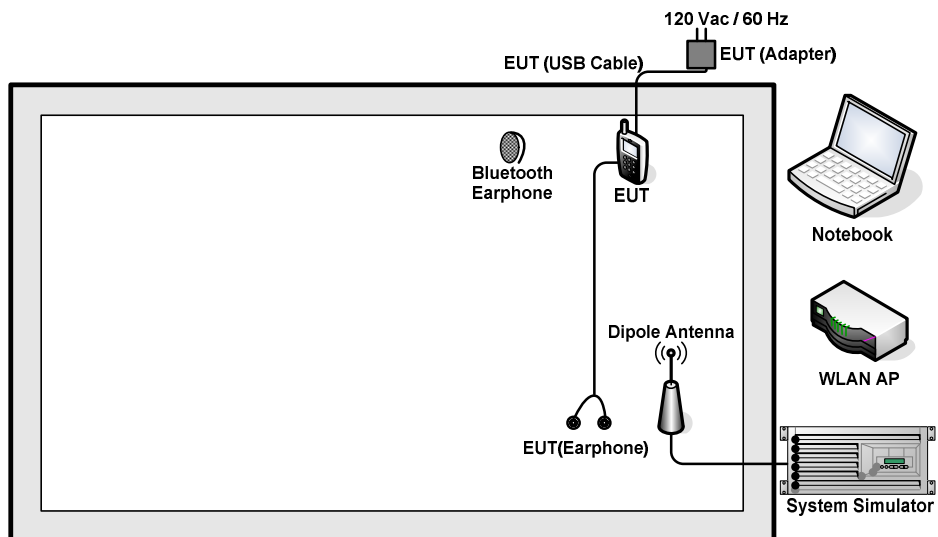 120 Vac / 60 Hz
EUT (USB Cable)
EUT (Adapter)
Bluetooth
Earphone
EUT
Notebook
Dipole Antenna
WLAN AP
EUT(Earphone)
System Simulator